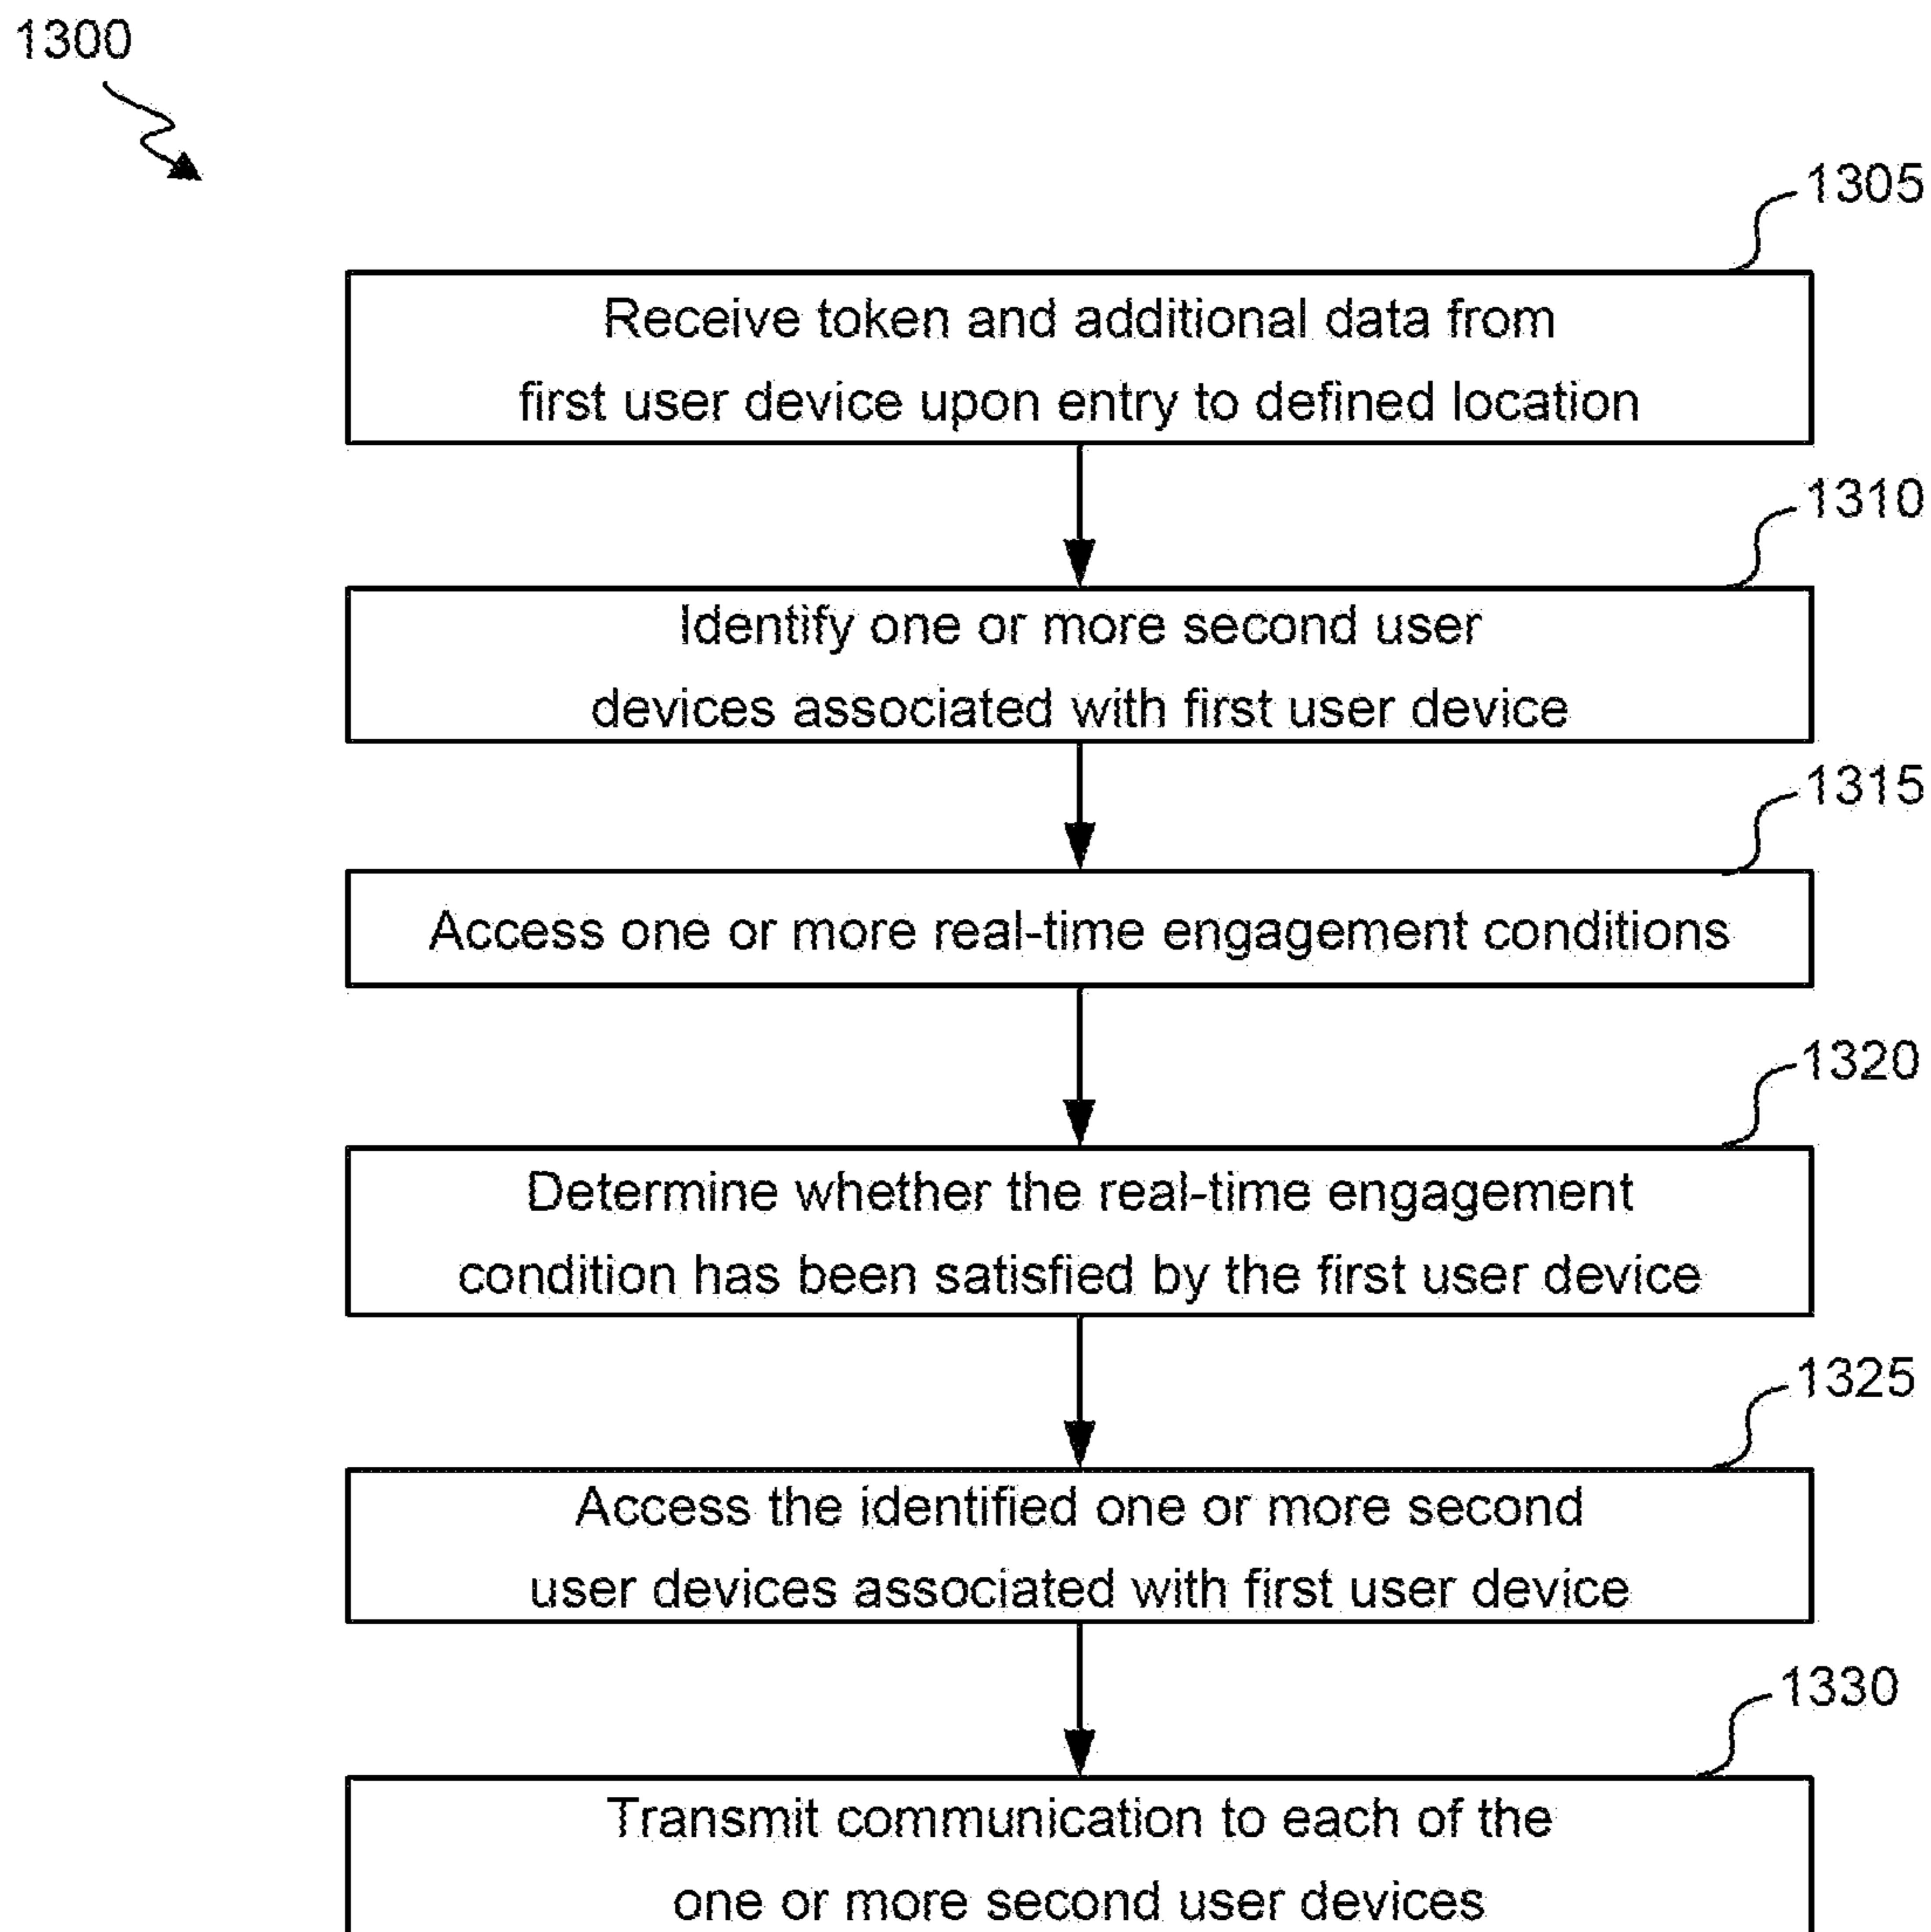 1300
1305
Receive token and additional data from
first user device upon entry to defined location
1310
Identify one or more second user
devices associated with first user device
1315
Access one or more real-time engagement conditions
1320
Determine whether the real-time engagement
condition has been satisfied by the first user device
1325
Access the identified one or more second
user devices associated with first user device
1330
Transmit communication to each of the
one or more second user devices